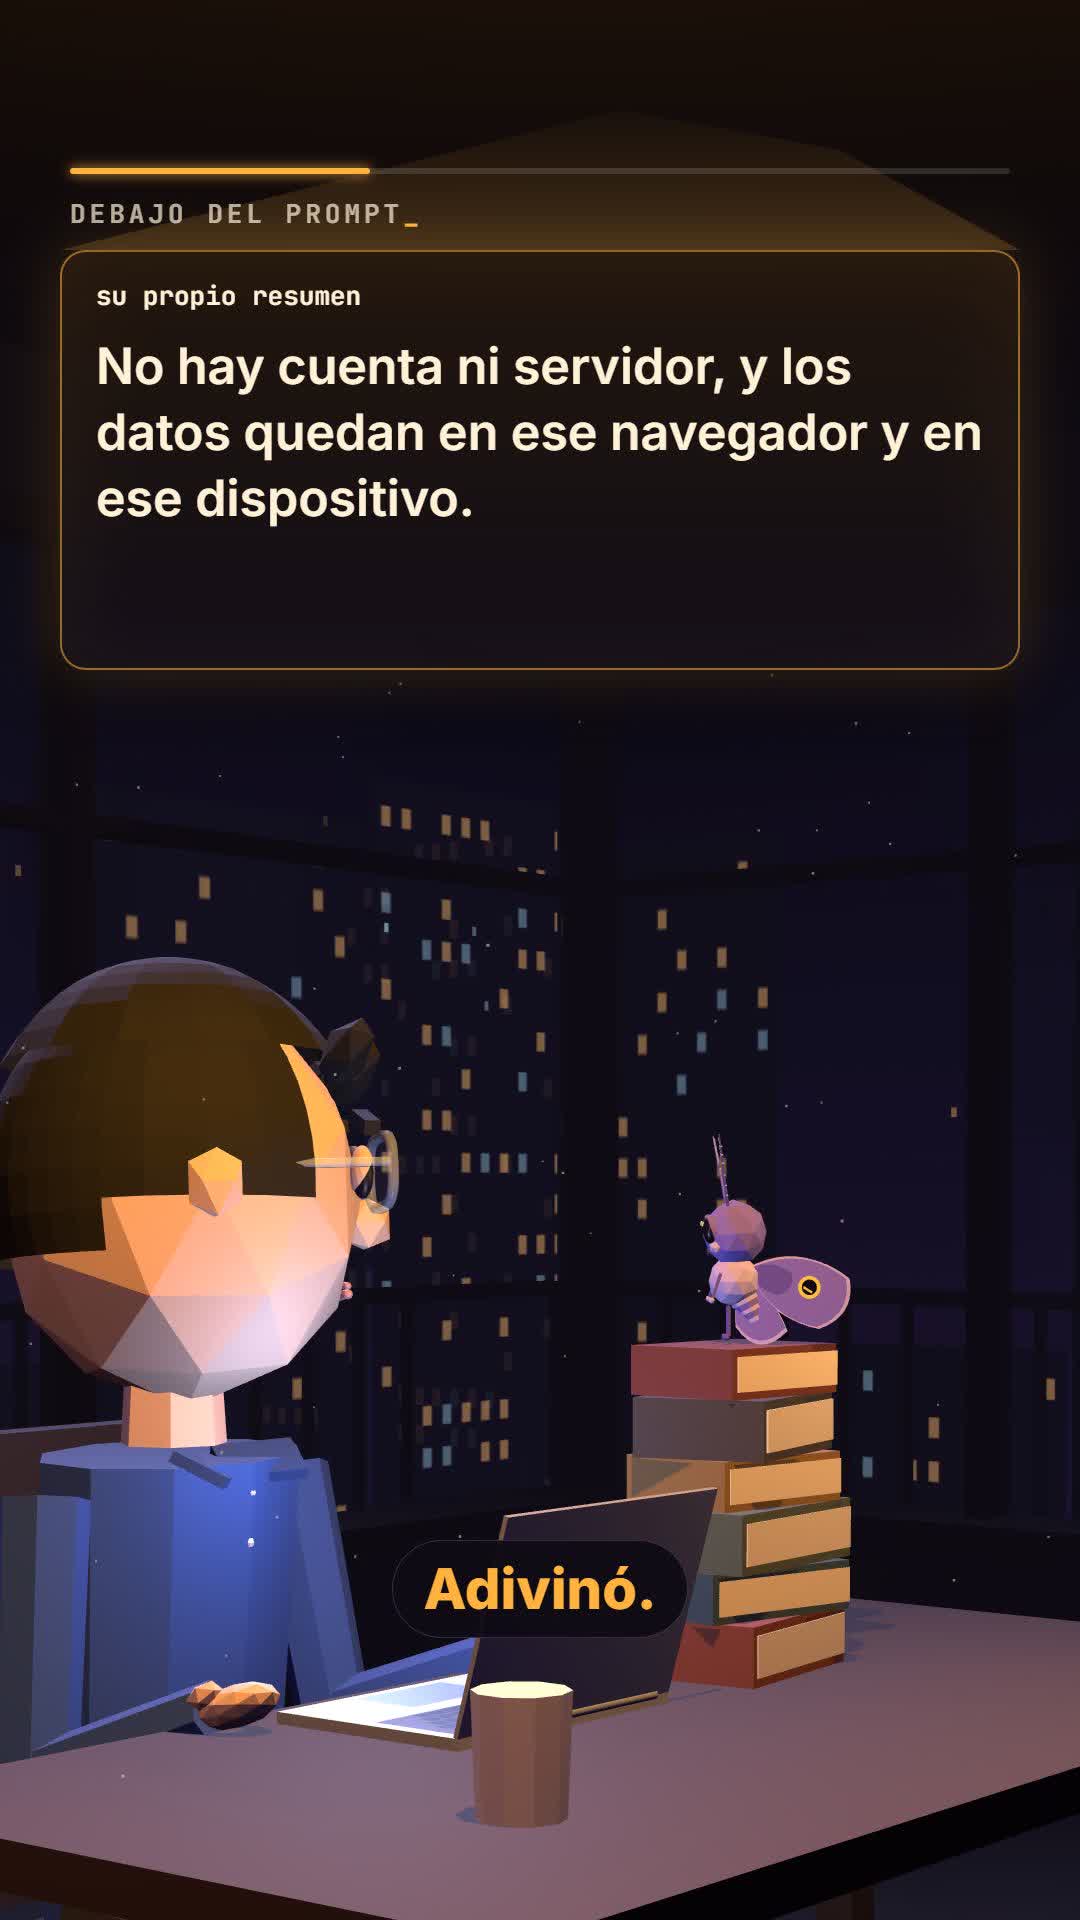 DEBAJO DEL PROMPT_
su propio resumen
No hay cuenta ni servidor, y los
datos quedan en ese navegador y en
ese dispositivo.
Adivinó.